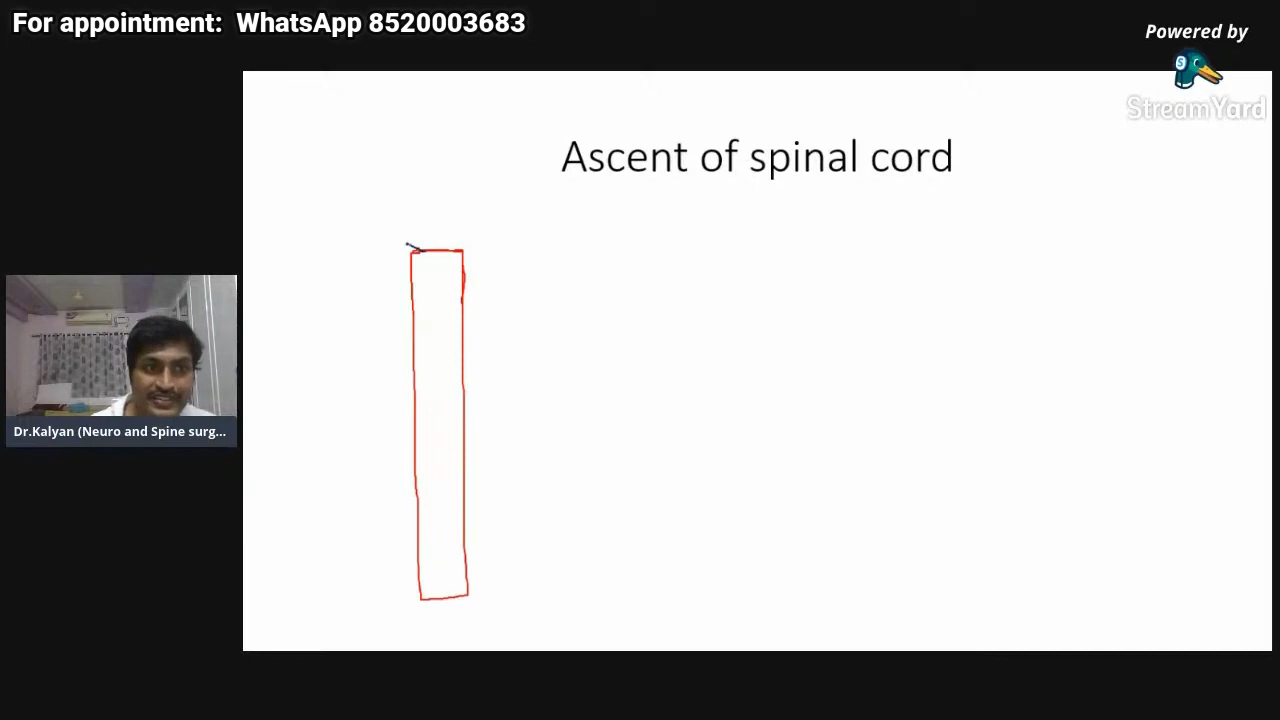 For appointment: WhatsApp 8520003683
Powered by
S
StreamYard
Ascent of spinal cord
Dr.Kalyan (Neuro and Spine surg...